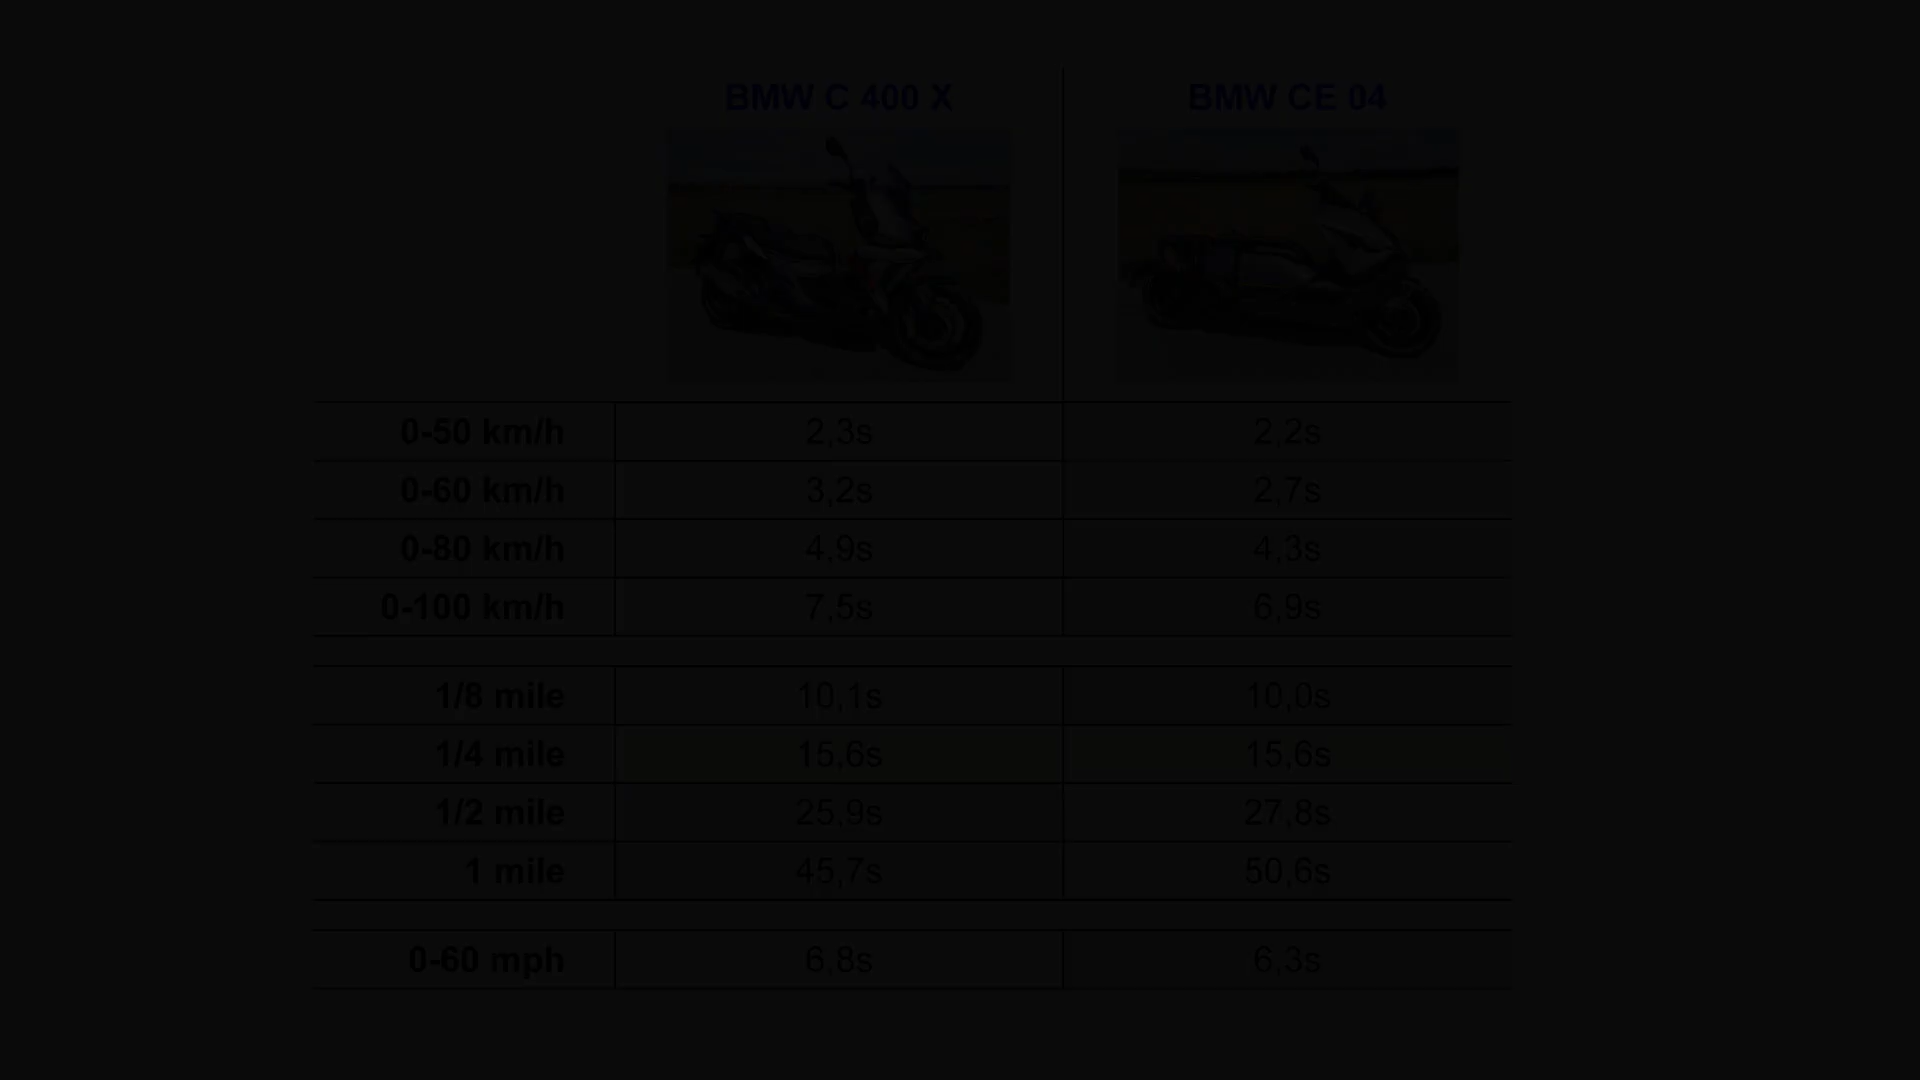 BMW C 400 X BMW CE 04
0-50 km/h 2,3s 2,2s
0-60 km/h 3,2s 2,7s
0-80 km/h 4,9s 4,3s
0-100 km/h 7,5s 6,9s
1/8 mile 10,1s 10,0s
1/4 mile 15,6s 15,6s
1/2 mile 25,9s 27,8s
1 mile 45,7s 50,6s
0-60 mph 6,8s 6,3s